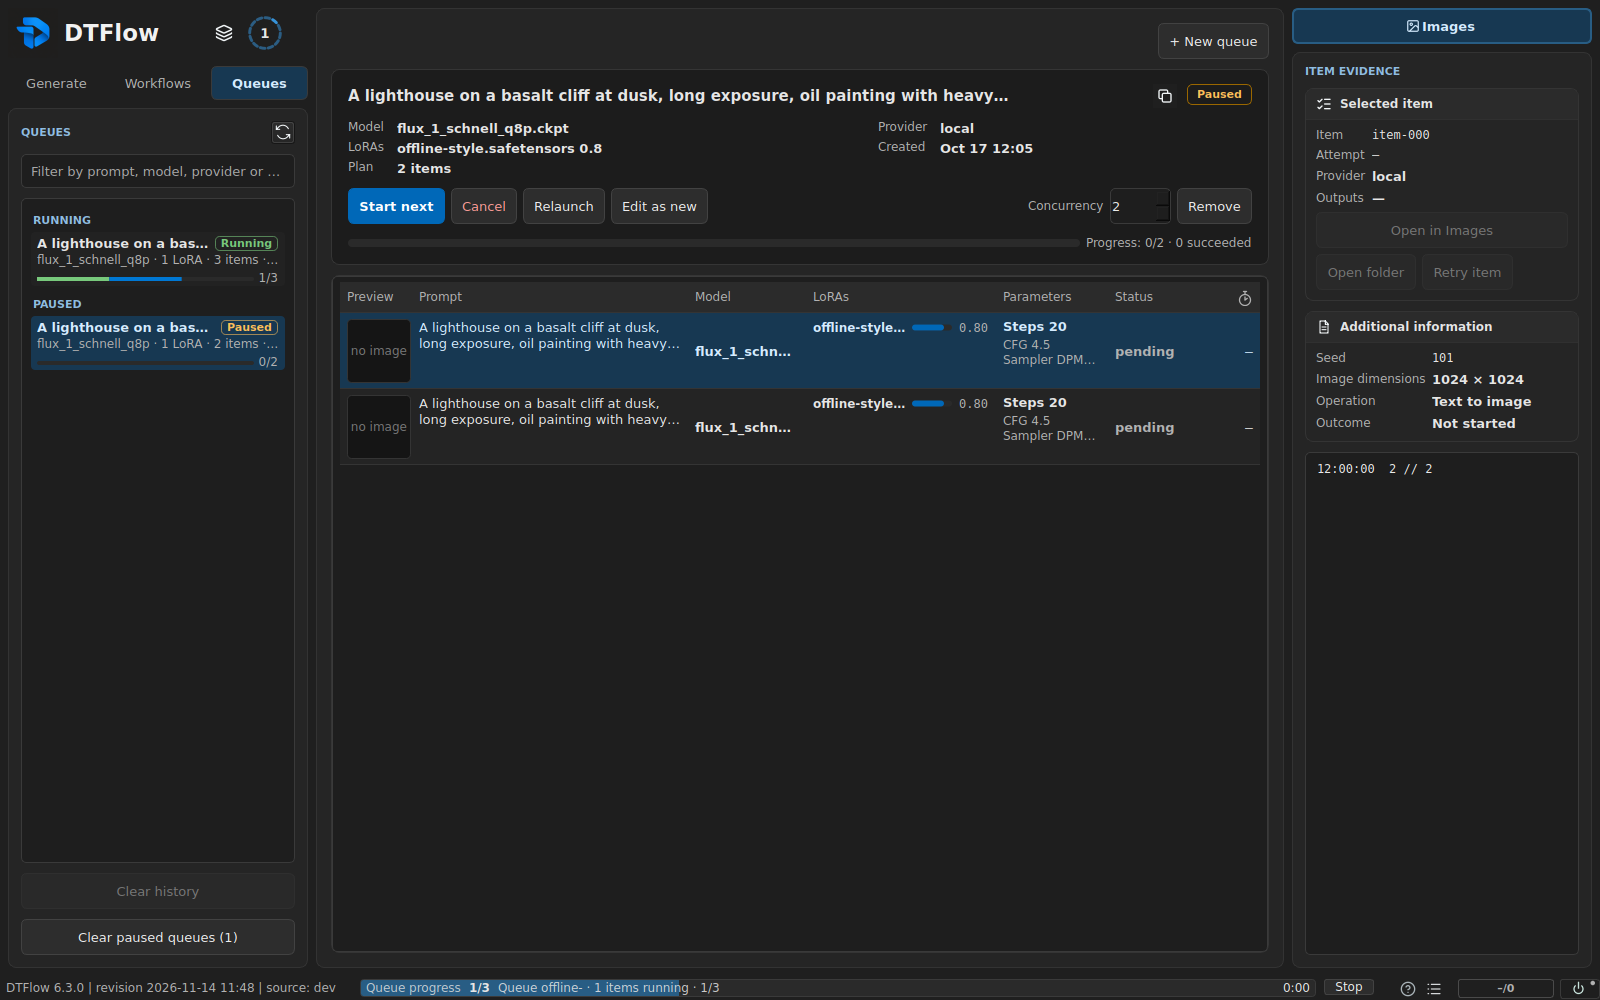 DTFlow
1
Generate
Workflows
Queues
QUEUES
Filter by prompt, model, provider or ...
RUNNING
A lighthouse on a bas... Running
flux_1_schnell_q8p · 1 LoRA · 3 items ·...
1/3
PAUSED
A lighthouse on a bas... Paused
flux_1_schnell_q8p · 1 LoRA · 2 items ·...
0/2
Clear history
Clear paused queues (1)
+ New queue
A lighthouse on a basalt cliff at dusk, long exposure, oil painting with heavy...
Paused
Model flux_1_schnell_q8p.ckpt
Provider local
LoRAs offline-style.safetensors 0.8
Created Oct 17 12:05
Plan 2 items
Start next
Cancel
Relaunch
Edit as new
Concurrency 2
Remove
Progress: 0/2 · 0 succeeded
Preview Prompt Model LoRAs Parameters Status
no image
A lighthouse on a basalt cliff at dusk,
long exposure, oil painting with heavy...
flux_1_schn...
offline-style... 0.80
Steps 20
CFG 4.5
Sampler DPM...
pending
–
no image
A lighthouse on a basalt cliff at dusk,
long exposure, oil painting with heavy...
flux_1_schn...
offline-style... 0.80
Steps 20
CFG 4.5
Sampler DPM...
pending
–
Images
ITEM EVIDENCE
Selected item
Item item-000
Attempt –
Provider local
Outputs —
Open in Images
Open folder
Retry item
Additional information
Seed 101
Image dimensions 1024 × 1024
Operation Text to image
Outcome Not started
12:00:00 2 // 2
DTFlow 6.3.0 | revision 2026-11-14 11:48 | source: dev
Queue progress 1/3 Queue offline- · 1 items running · 1/3
0:00
Stop
–/0